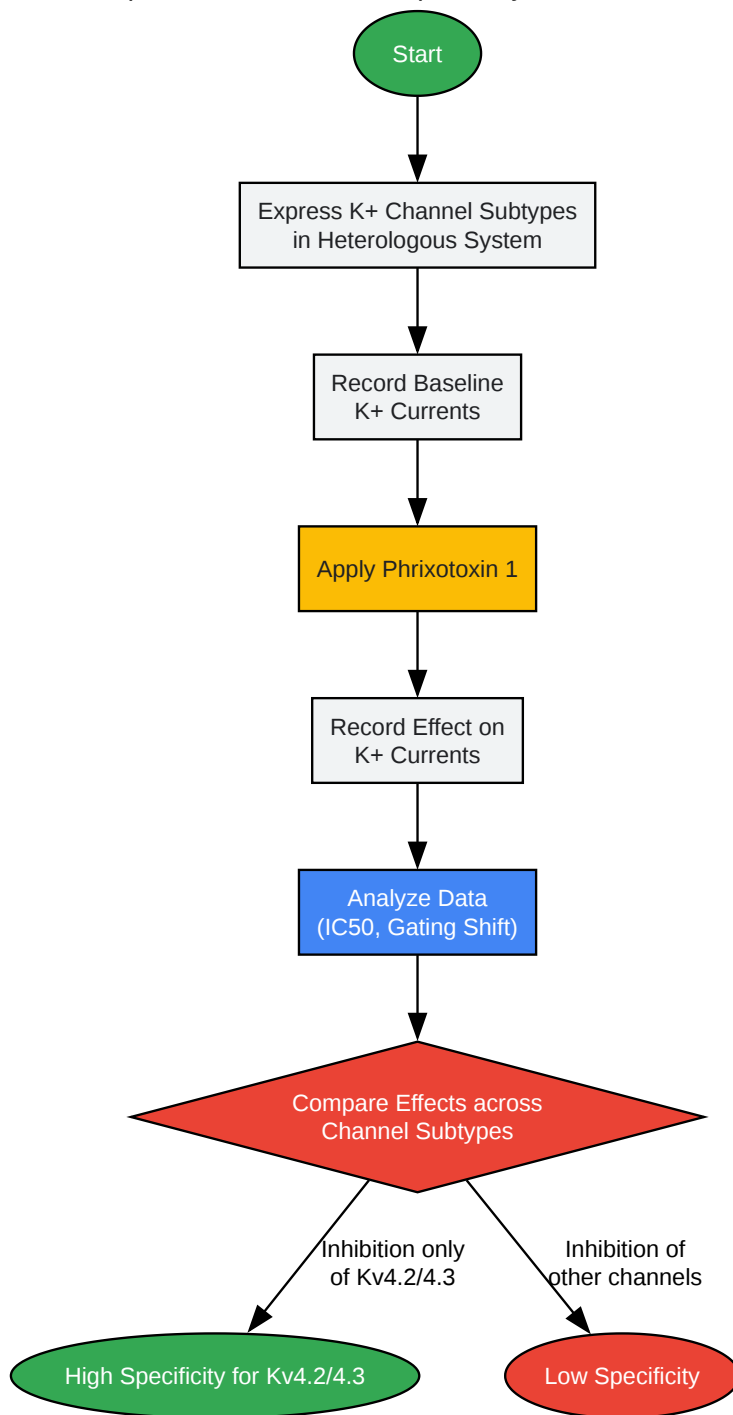 Start
Express K+ Channel Subtypes
in Heterologous System
Record Baseline
K+ Currents
Apply Phrixotoxin 1
Record Effect on
K+ Currents
Analyze Data
(IC50, Gating Shift)
Compare Effects across
Channel Subtypes
Inhibition only
of Kv4.2/4.3
Inhibition of
other channels
High Specificity for Kv4.2/4.3
Low Specificity